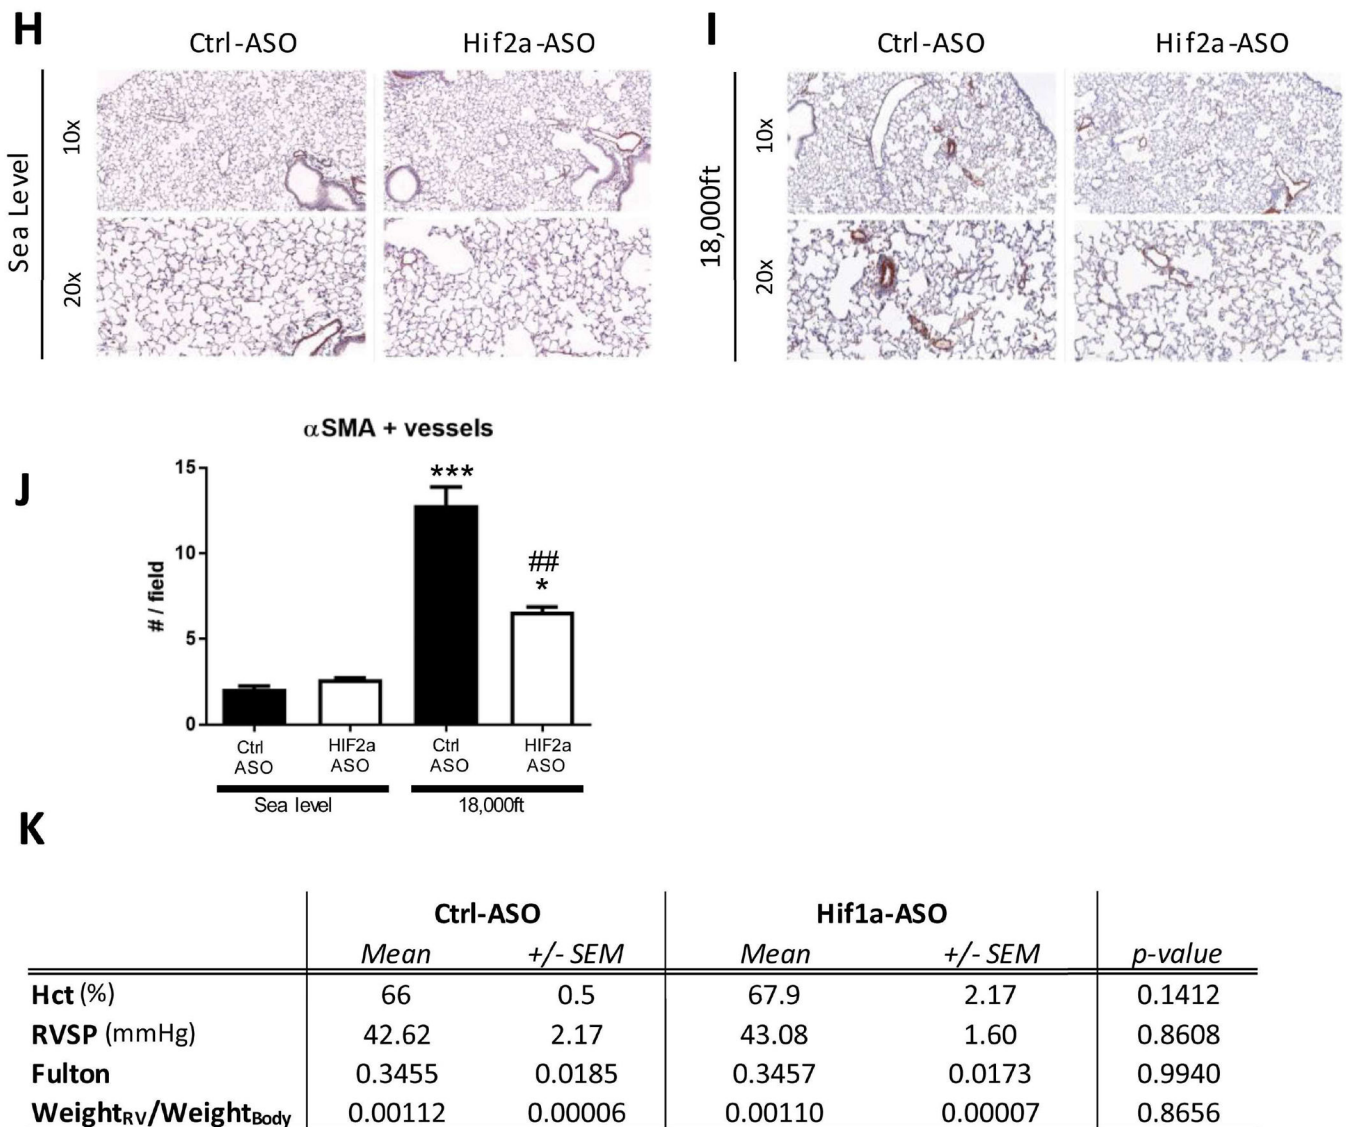 H
Ctrl-ASO Hif2a-ASO
Sea Level
10x
20x
I
Ctrl-ASO Hif2a-ASO
18,000ft
10x
20x
J
αSMA + vessels
# / field
15
10
5
0
***
##
*
Ctrl ASO
HIF2a ASO
Ctrl ASO
HIF2a ASO
Sea level
18,000ft
K
Ctrl-ASO Hif1a-ASO
Mean +/- SEM Mean +/- SEM p-value
Hct (%) 66 0.5 67.9 2.17 0.1412
RVSP (mmHg) 42.62 2.17 43.08 1.60 0.8608
Fulton 0.3455 0.0185 0.3457 0.0173 0.9940
WeightRV/WeightBody 0.00112 0.00006 0.00110 0.00007 0.8656